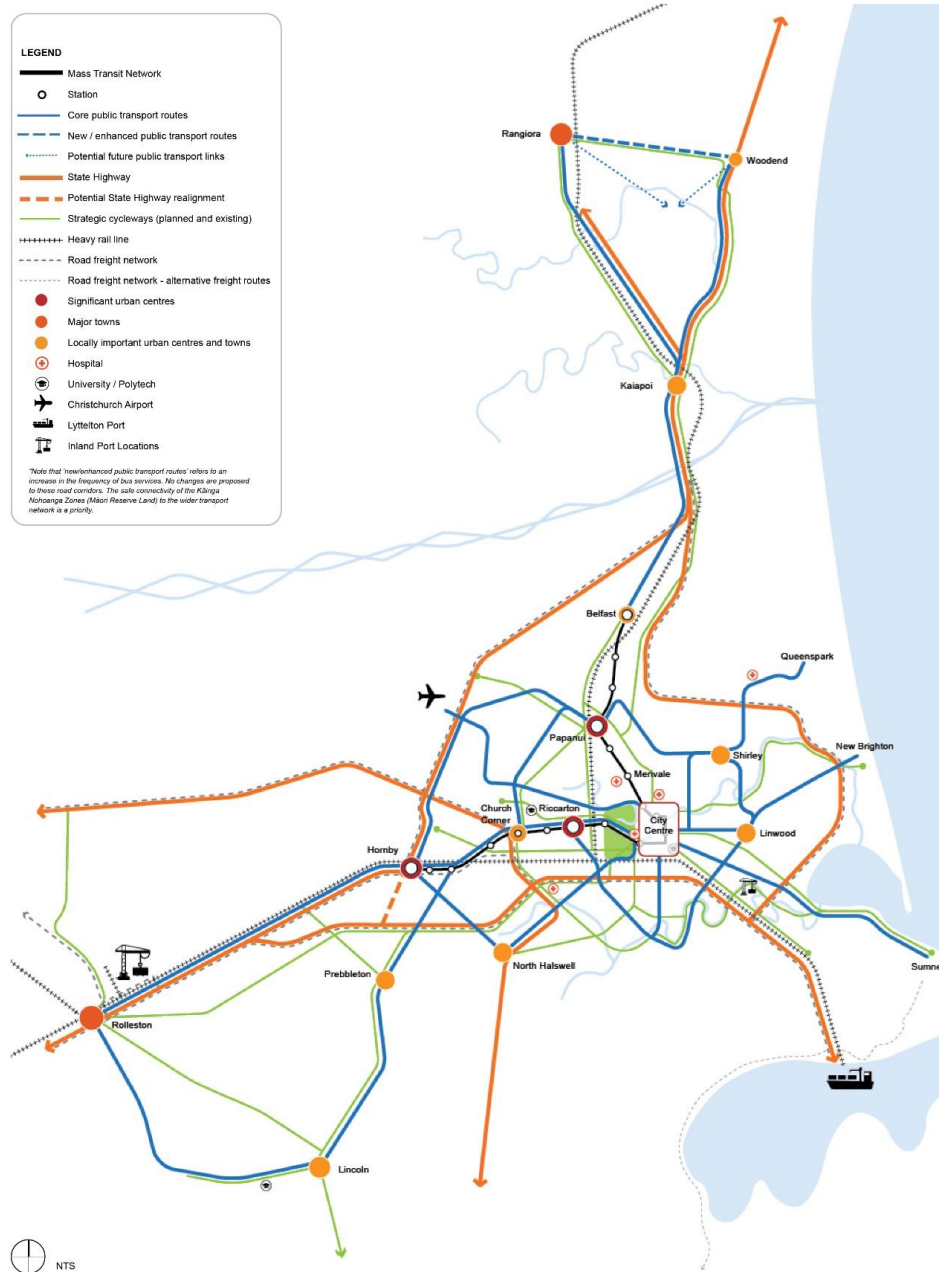 LEGEND
Mass Transit Network
Station
Core public transport routes
New / enhanced public transport routes
Potential future public transport links
State Highway
Potential State Highway realignment
Strategic cycleways (planned and existing)
Heavy rail line
Road freight network
Road freight network - alternative freight routes
Significant urban centres
Major towns
Locally important urban centres and towns
Hospital
University / Polytech
Christchurch Airport
Lyttelton Port
Inland Port Locations
*Note that 'new/enhanced public transport routes' refers to an
increase in the frequency of bus services. No changes are proposed
to these road corridors. The safe connectivity of the Kāinga
Nohoanga Zones (Māori Reserve Land) to the wider transport
network is a priority.
Rangiora
Woodend
Kaiapoi
Belfast
Queenspark
Papanui
Shirley
New Brighton
Merivale
Church
Corner
Riccarton
City
Centre
Linwood
Hornby
North Halswell
Prebbleton
Sumne
Rolleston
Lincoln
NTS